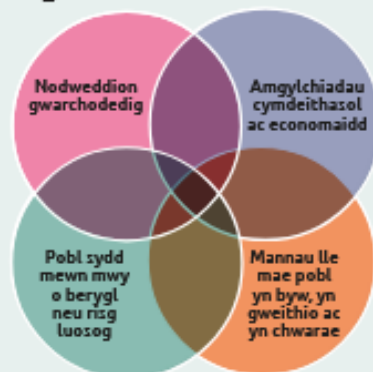 Nodweddion
gwarchodedig
Amgylchiadau
cymdeithasol
ac economaidd
Pobl sydd
mewn mwy
o berygl
neu risg
luosog
Mannau lle
mae pobl
yn byw, yn
gweithio ac
yn chwarae